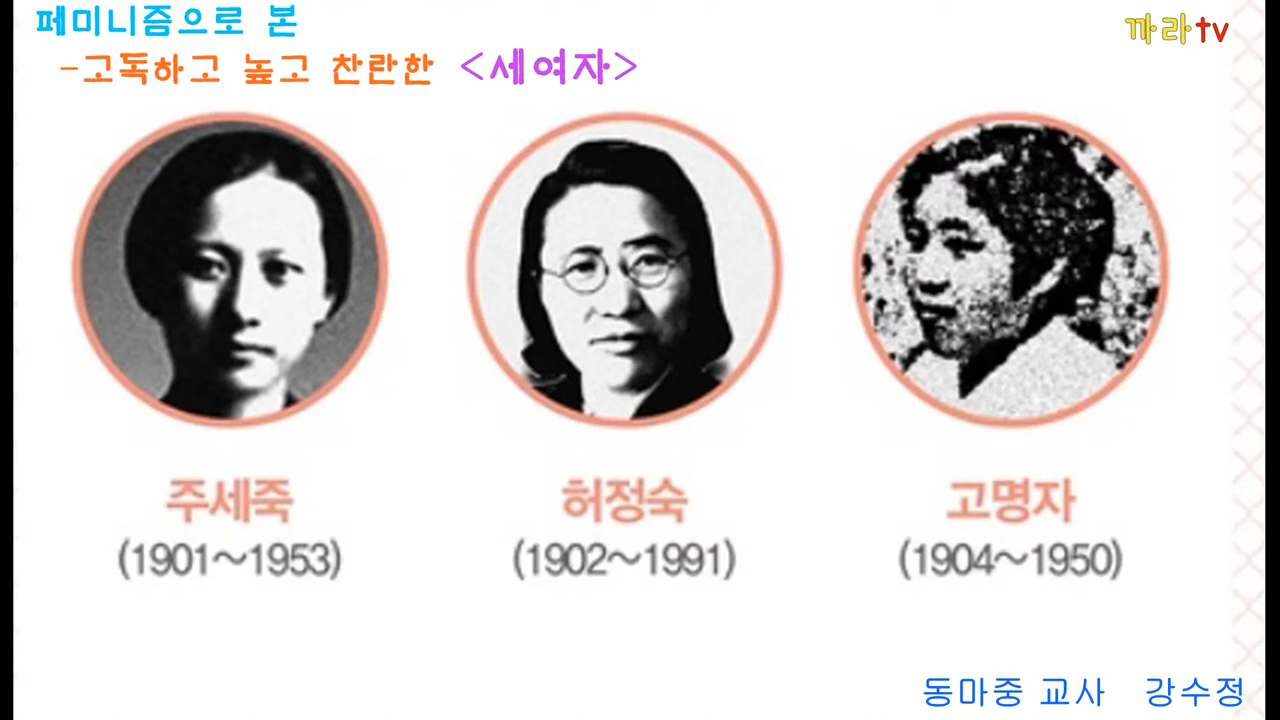 페미니즘으로 본
까라tv
-고독하고 높고 찬란한 <세여자>
주세죽
(1901~1953)
허정숙
(1902~1991)
고명자
(1904~1950)
동마중 교사 강수정